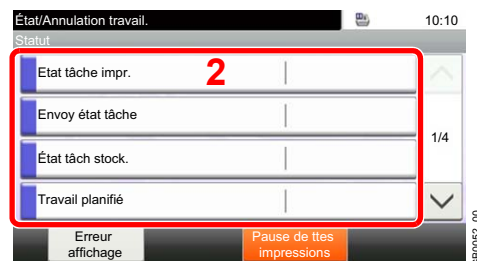 État/Annulation travail.
10:10
Statut
Etat tâche impr.
2
Envoy état tâche
1/4
État tâch stock.
Travail planifié
Erreur
affichage
Pause de ttes
impressions